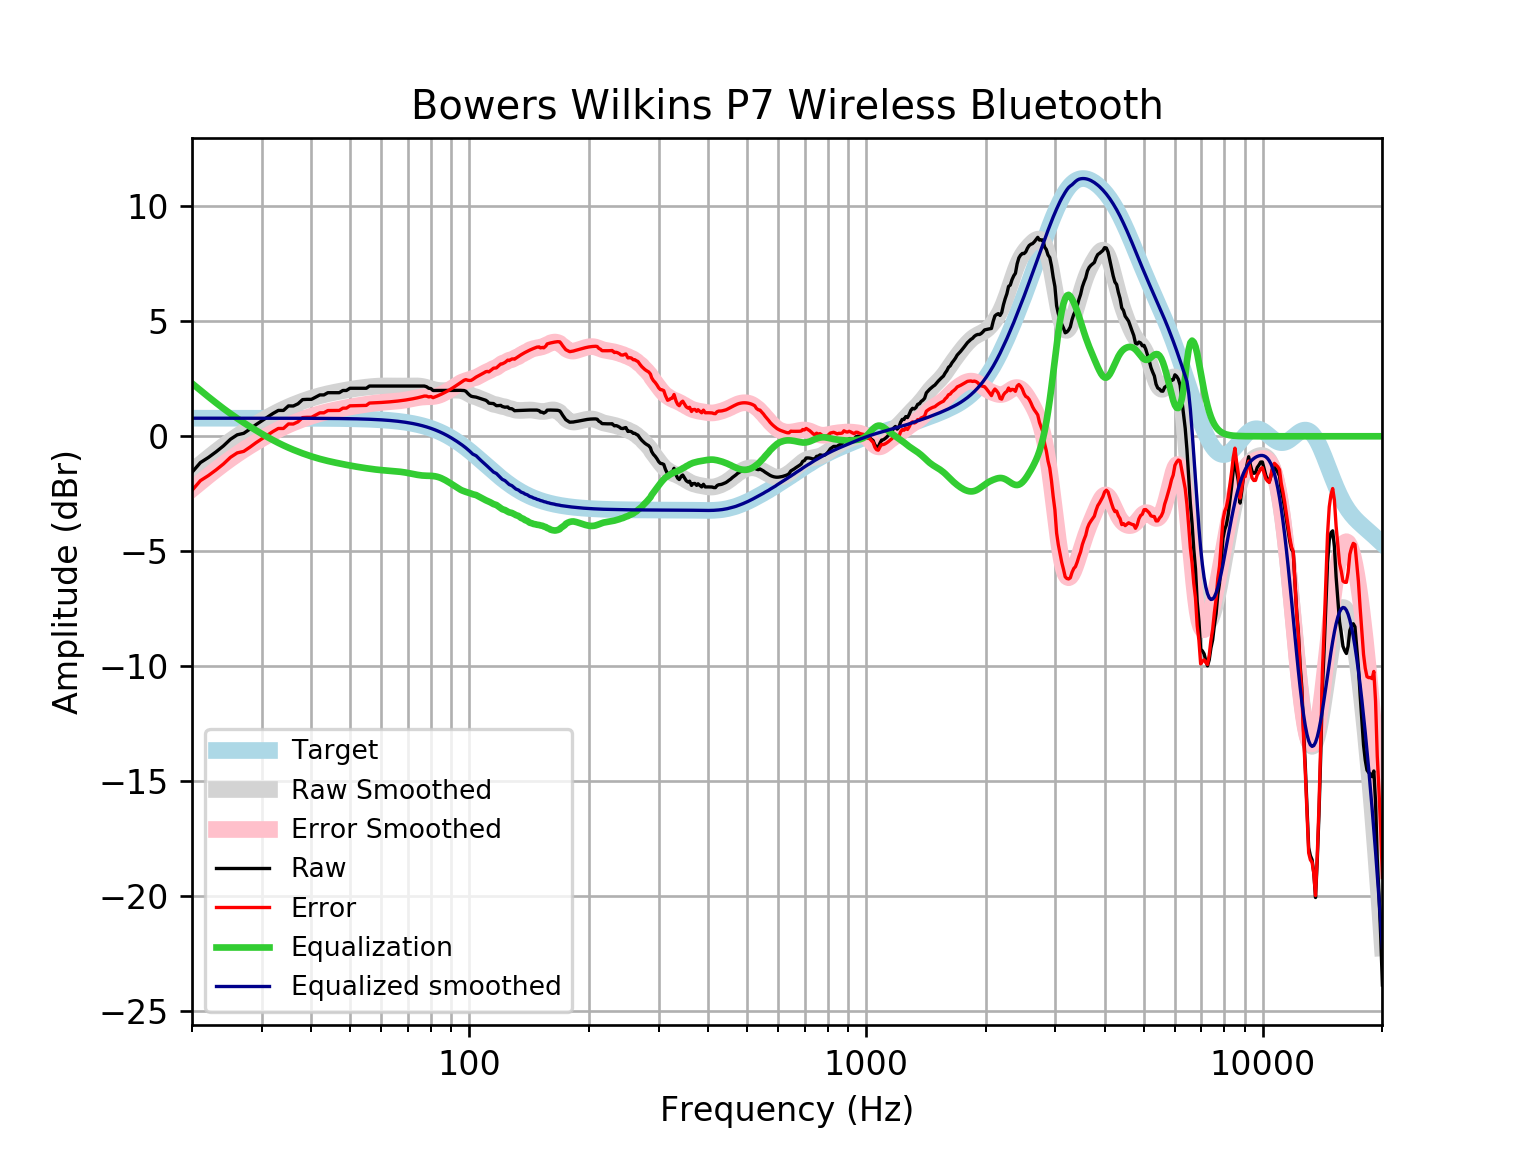 Bowers Wilkins P7 Wireless Bluetooth
10
5
0
−5
−10
−15
−20
−25
Amplitude (dBr)
Target
Raw Smoothed
Error Smoothed
Raw
Error
Equalization
Equalized smoothed
100 1000 10000
Frequency (Hz)